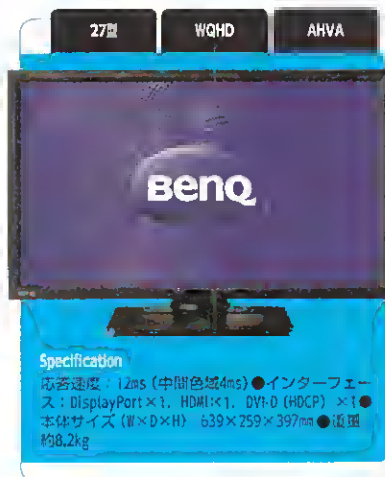 27型
WQHD
AHVA
BenQ
Specification
応答速度：12ms（中間色域4ms）●インターフェー
ス：DisplayPort×1、HDMI×1、DVI-D（HDCP）×1●
本体サイズ（W×D×H） 639×259×397mm●重量
約8.2kg